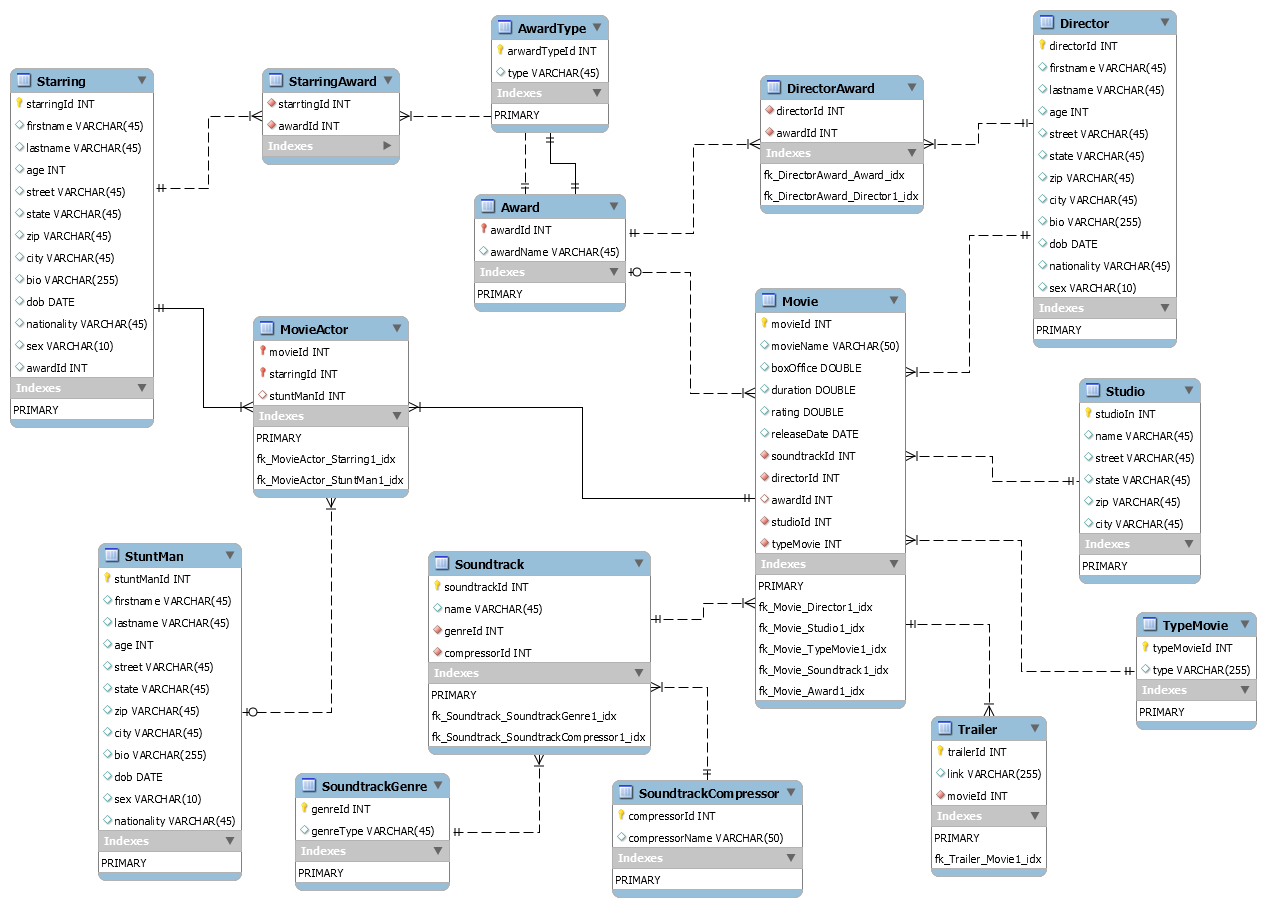 Starring
starringId INT
firstname VARCHAR(45)
lastname VARCHAR(45)
age INT
street VARCHAR(45)
state VARCHAR(45)
zip VARCHAR(45)
city VARCHAR(45)
bio VARCHAR(255)
dob DATE
nationality VARCHAR(45)
sex VARCHAR(10)
awardId INT
Indexes
PRIMARY
StarringAward
starrtingId INT
awardId INT
Indexes
AwardType
arwardTypeId INT
type VARCHAR(45)
Indexes
PRIMARY
Award
awardId INT
awardName VARCHAR(45)
Indexes
PRIMARY
DirectorAward
directorId INT
awardId INT
Indexes
fk_DirectorAward_Award_idx
fk_DirectorAward_Director1_idx
Director
directorId INT
firstname VARCHAR(45)
lastname VARCHAR(45)
age INT
street VARCHAR(45)
state VARCHAR(45)
zip VARCHAR(45)
city VARCHAR(45)
bio VARCHAR(255)
dob DATE
nationality VARCHAR(45)
sex VARCHAR(10)
Indexes
PRIMARY
MovieActor
movieId INT
starringId INT
stuntManId INT
Indexes
PRIMARY
fk_MovieActor_Starring1_idx
fk_MovieActor_StuntMan1_idx
Movie
movieId INT
movieName VARCHAR(50)
boxOffice DOUBLE
duration DOUBLE
rating DOUBLE
releaseDate DATE
soundtrackId INT
directorId INT
awardId INT
studioId INT
typeMovie INT
Indexes
PRIMARY
fk_Movie_Director1_idx
fk_Movie_Studio1_idx
fk_Movie_TypeMovie1_idx
fk_Movie_Soundtrack1_idx
fk_Movie_Award1_idx
Studio
studioIn INT
name VARCHAR(45)
street VARCHAR(45)
state VARCHAR(45)
zip VARCHAR(45)
city VARCHAR(45)
Indexes
PRIMARY
StuntMan
stuntManId INT
firstname VARCHAR(45)
lastname VARCHAR(45)
age INT
street VARCHAR(45)
state VARCHAR(45)
zip VARCHAR(45)
city VARCHAR(45)
bio VARCHAR(255)
dob DATE
sex VARCHAR(10)
nationality VARCHAR(45)
Indexes
PRIMARY
Soundtrack
soundtrackId INT
name VARCHAR(45)
genreId INT
compressorId INT
Indexes
PRIMARY
fk_Soundtrack_SoundtrackGenre1_idx
fk_Soundtrack_SoundtrackCompressor1_idx
TypeMovie
typeMovieId INT
type VARCHAR(255)
Indexes
PRIMARY
Trailer
trailerId INT
link VARCHAR(255)
movieId INT
Indexes
PRIMARY
fk_Trailer_Movie1_idx
SoundtrackGenre
genreId INT
genreType VARCHAR(45)
Indexes
PRIMARY
SoundtrackCompressor
compressorId INT
compressorName VARCHAR(50)
Indexes
PRIMARY